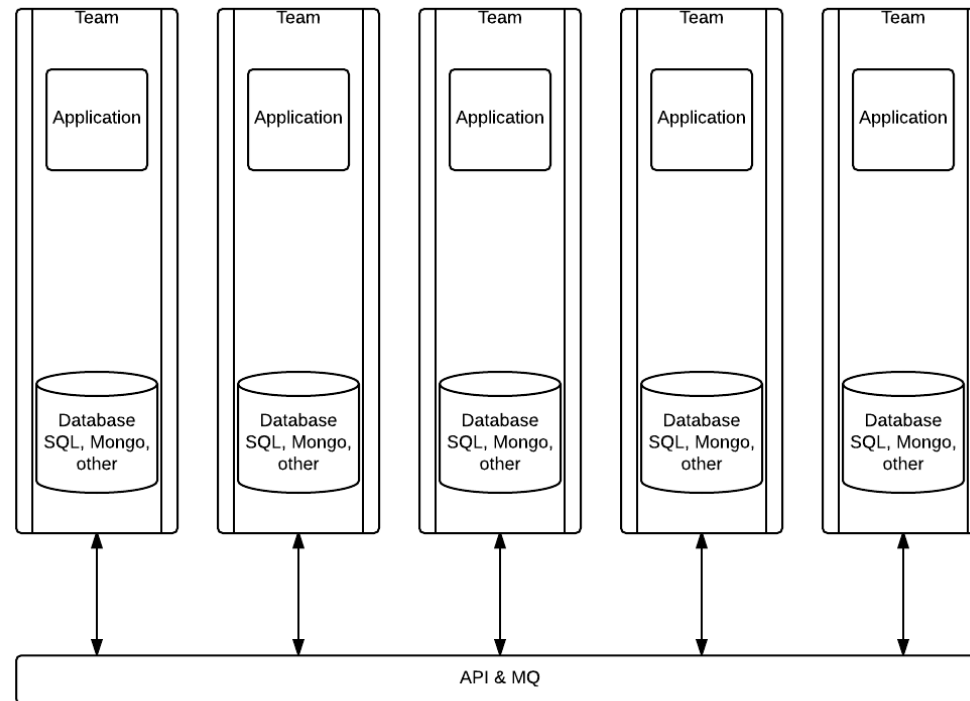 Team
Team
Team
Team
Team
Application
Application
Application
Application
Application
Database
SQL, Mongo,
other
Database
SQL, Mongo,
other
Database
SQL, Mongo,
other
Database
SQL, Mongo,
other
Database
SQL, Mongo,
other
API & MQ